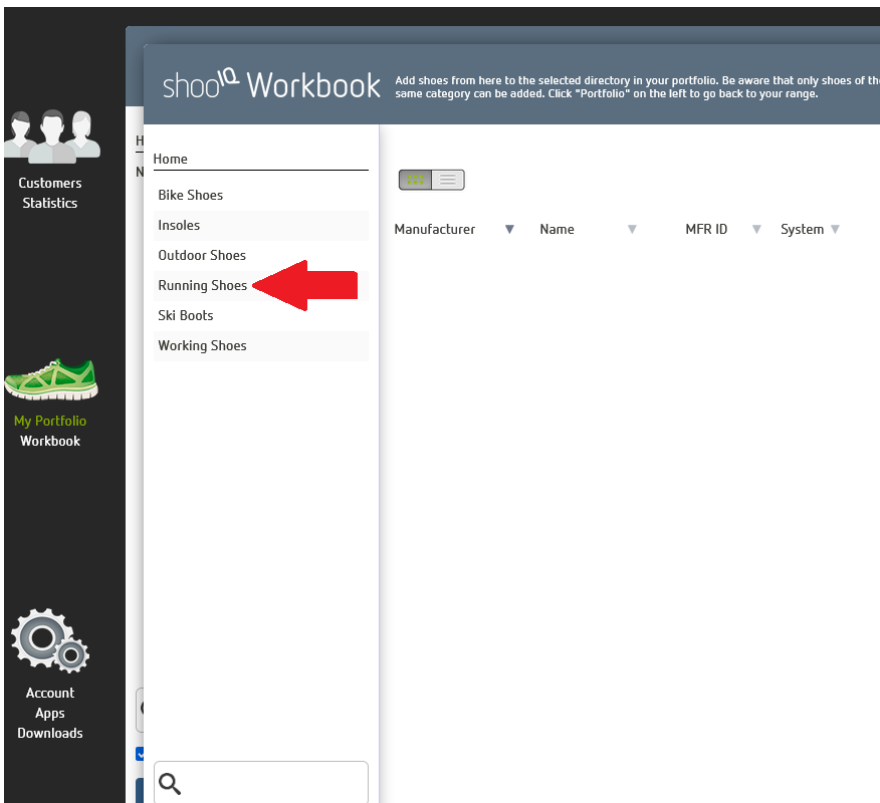 shooIQ Workbook
Add shoes from here to the selected directory in your portfolio. Be aware that only shoes of the
same category can be added. Click "Portfolio" on the left to go back to your range.
Customers
Statistics
My Portfolio
Workbook
Account
Apps
Downloads
H
N
Home
Bike Shoes
Insoles
Outdoor Shoes
Running Shoes
Ski Boots
Working Shoes
Manufacturer Name MFR ID System